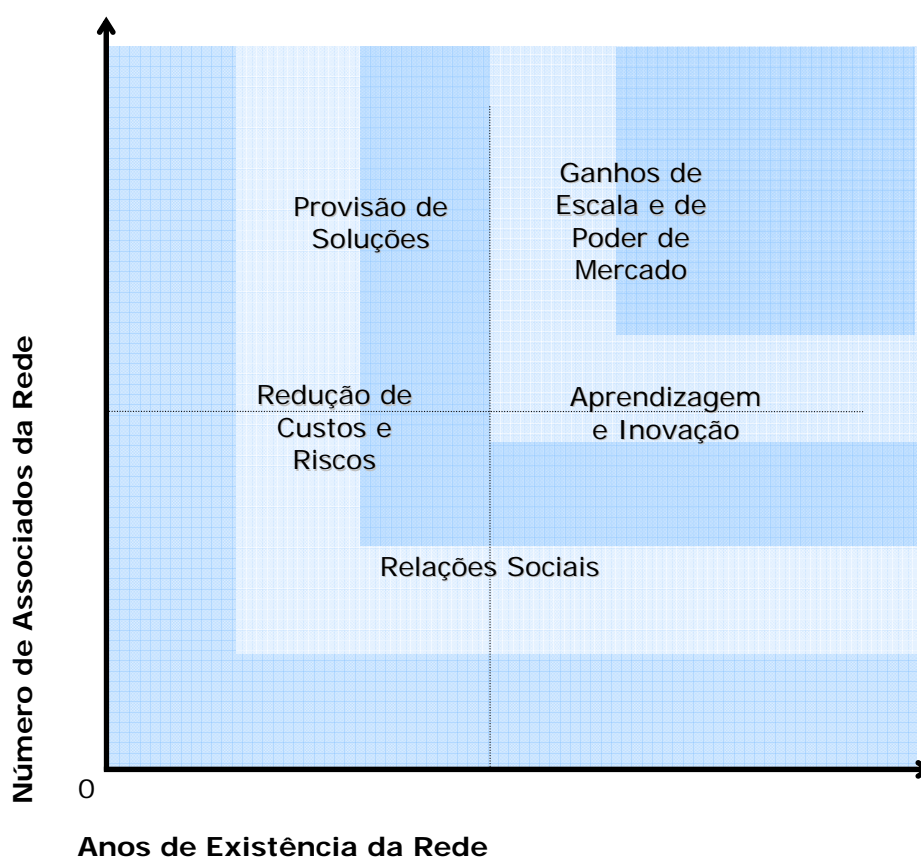 Número de Associados da Rede
Provisão de
Soluções
Ganhos de
Escala e de
Poder de
Mercado
Redução de
Custos e
Riscos
Aprendizagem
e Inovação
Relações Sociais
0
Anos de Existência da Rede